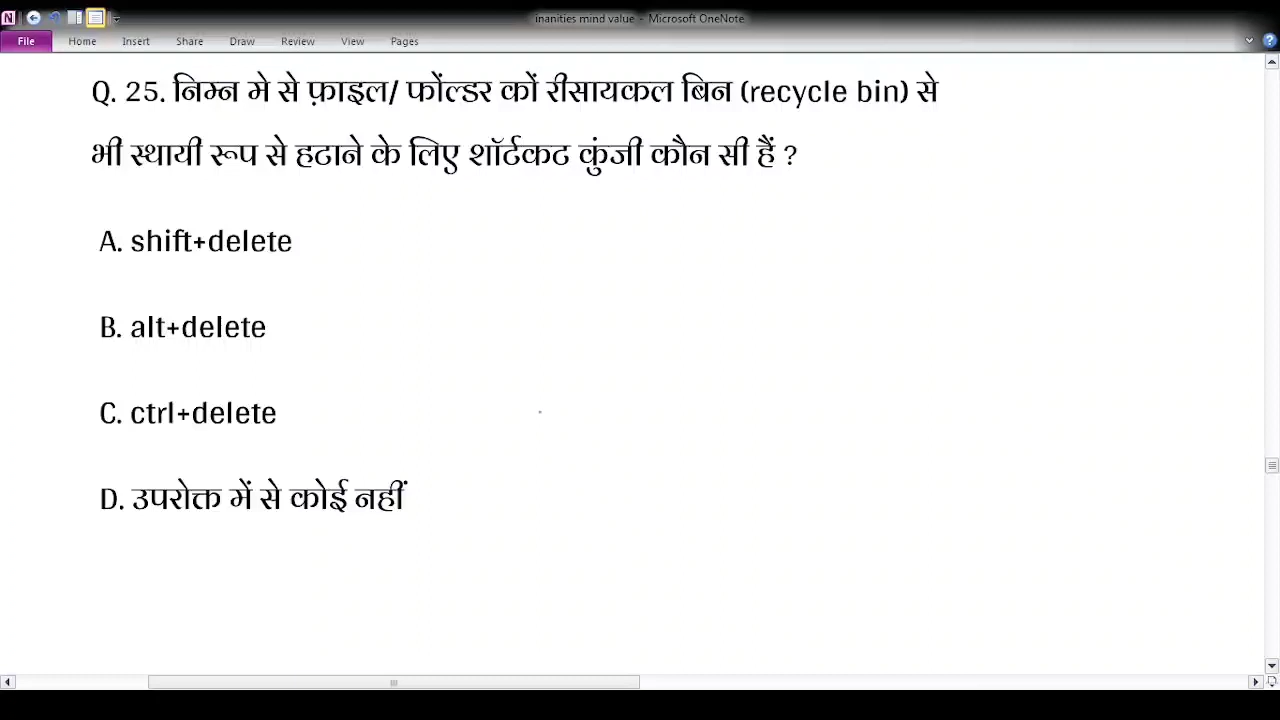 inanities mind value - Microsoft OneNote
File Home Insert Share Draw Review View Pages
Q. 25. निम्न मे से फ़ाइल/ फोंल्डर कों रीसायकल बिन (recycle bin) से
भी स्थायी रूप से हटाने के लिए शॉर्टकट कुंजी कौन सी हैं ?
A. shift+delete
B. alt+delete
C. ctrl+delete
D. उपरोक्त में से कोई नहीं